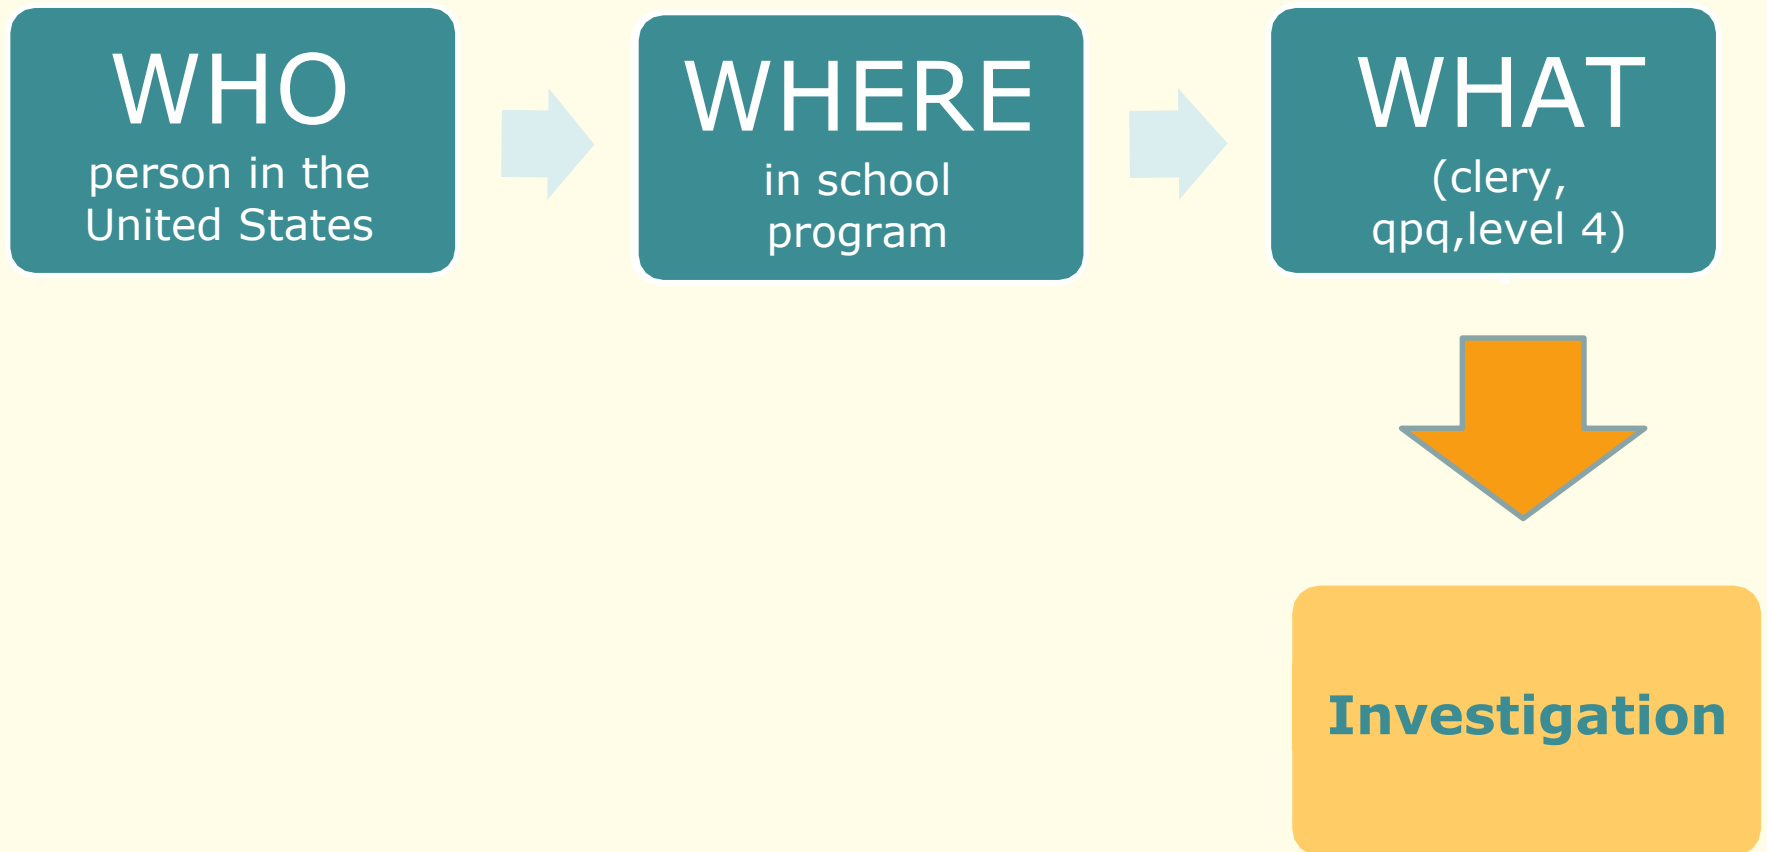 WHO
person in the
United States
WHERE
in school
program
WHAT
(clery,
qpq,level 4)
Investigation